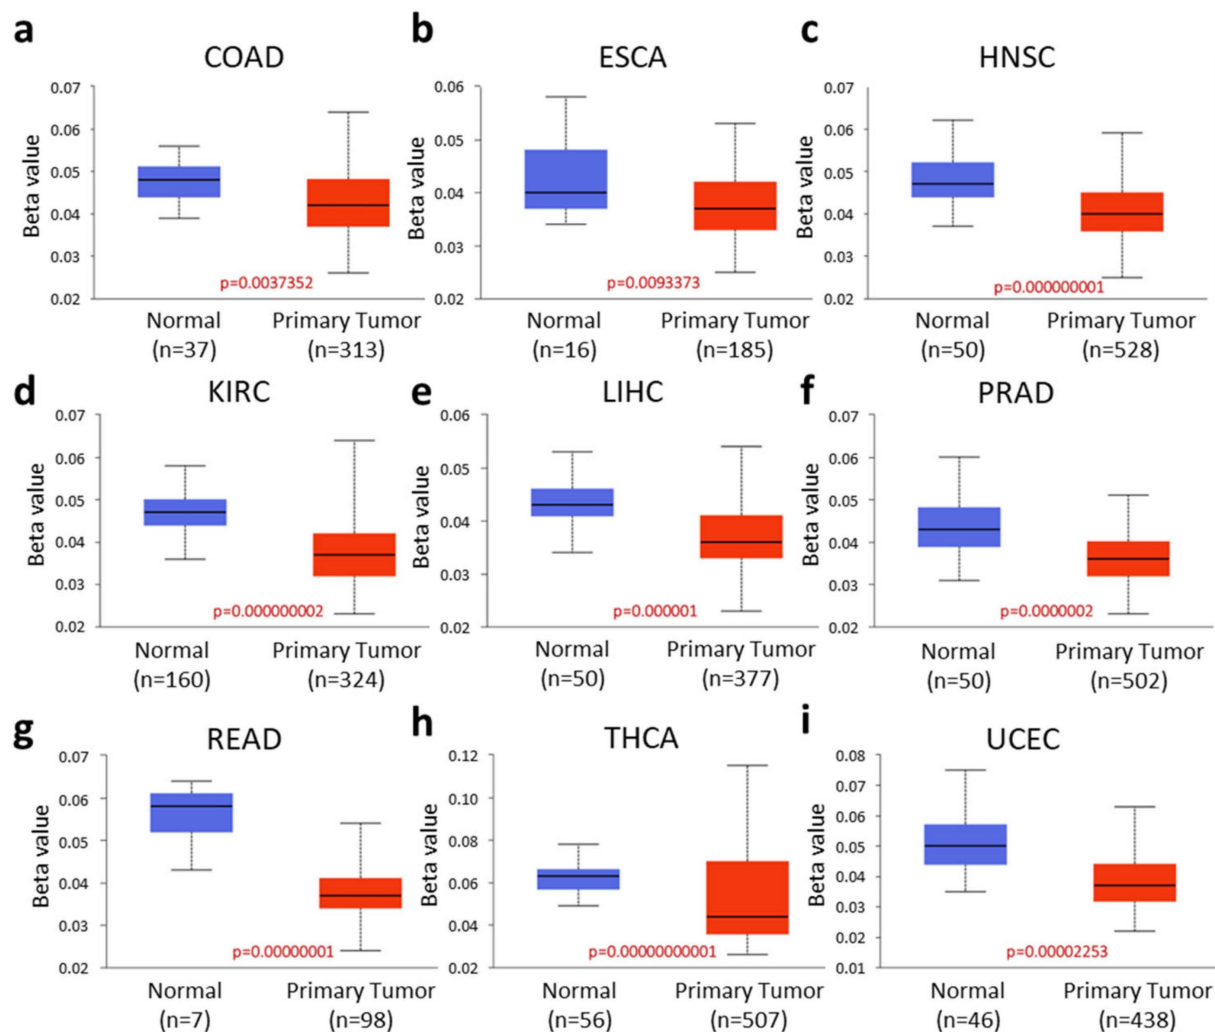 a
COAD
Beta value
0.07
0.06
0.05
0.04
0.03
0.02
p=0.0037352
Normal
(n=37)
Primary Tumor
(n=313)
b
ESCA
Beta value
0.06
0.05
0.04
0.03
0.02
p=0.0093373
Normal
(n=16)
Primary Tumor
(n=185)
c
HNSC
Beta value
0.07
0.06
0.05
0.04
0.03
0.02
p=0.000000001
Normal
(n=50)
Primary Tumor
(n=528)
d
KIRC
Beta value
0.07
0.06
0.05
0.04
0.03
0.02
p=0.000000002
Normal
(n=160)
Primary Tumor
(n=324)
e
LIHC
Beta value
0.06
0.05
0.04
0.03
0.02
p=0.000001
Normal
(n=50)
Primary Tumor
(n=377)
f
PRAD
Beta value
0.07
0.06
0.05
0.04
0.03
0.02
p=0.0000002
Normal
(n=50)
Primary Tumor
(n=502)
g
READ
Beta value
0.07
0.06
0.05
0.04
0.03
0.02
p=0.00000001
Normal
(n=7)
Primary Tumor
(n=98)
h
THCA
Beta value
0.12
0.10
0.08
0.06
0.04
0.02
p=0.00000000001
Normal
(n=56)
Primary Tumor
(n=507)
i
UCEC
Beta value
0.08
0.07
0.06
0.05
0.04
0.03
0.02
0.01
p=0.00002253
Normal
(n=46)
Primary Tumor
(n=438)